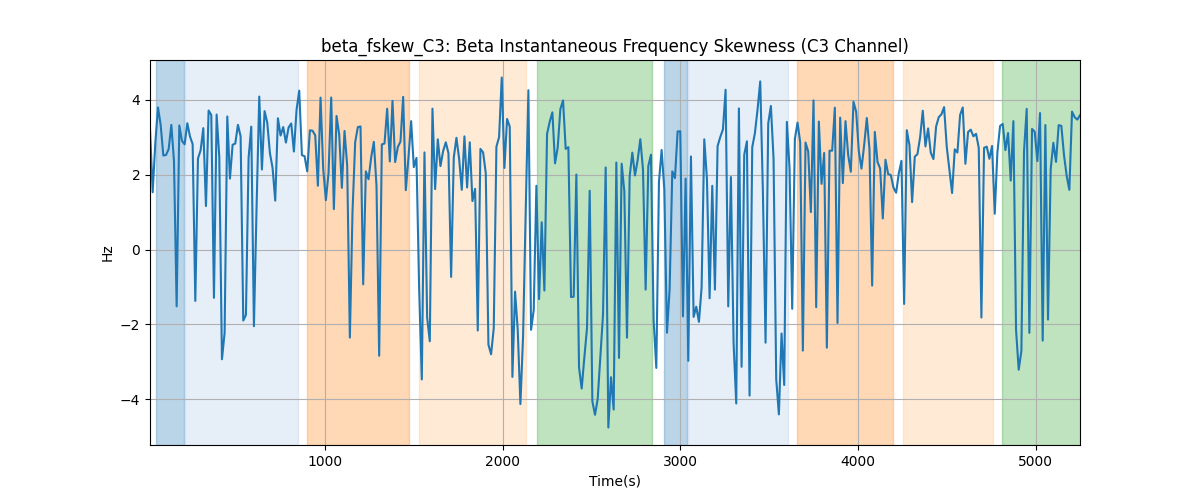 beta_fskew_C3: Beta Instantaneous Frequency Skewness (C3 Channel)
4
2
0
−2
−4
Hz
1000 2000 3000 4000 5000
Time(s)